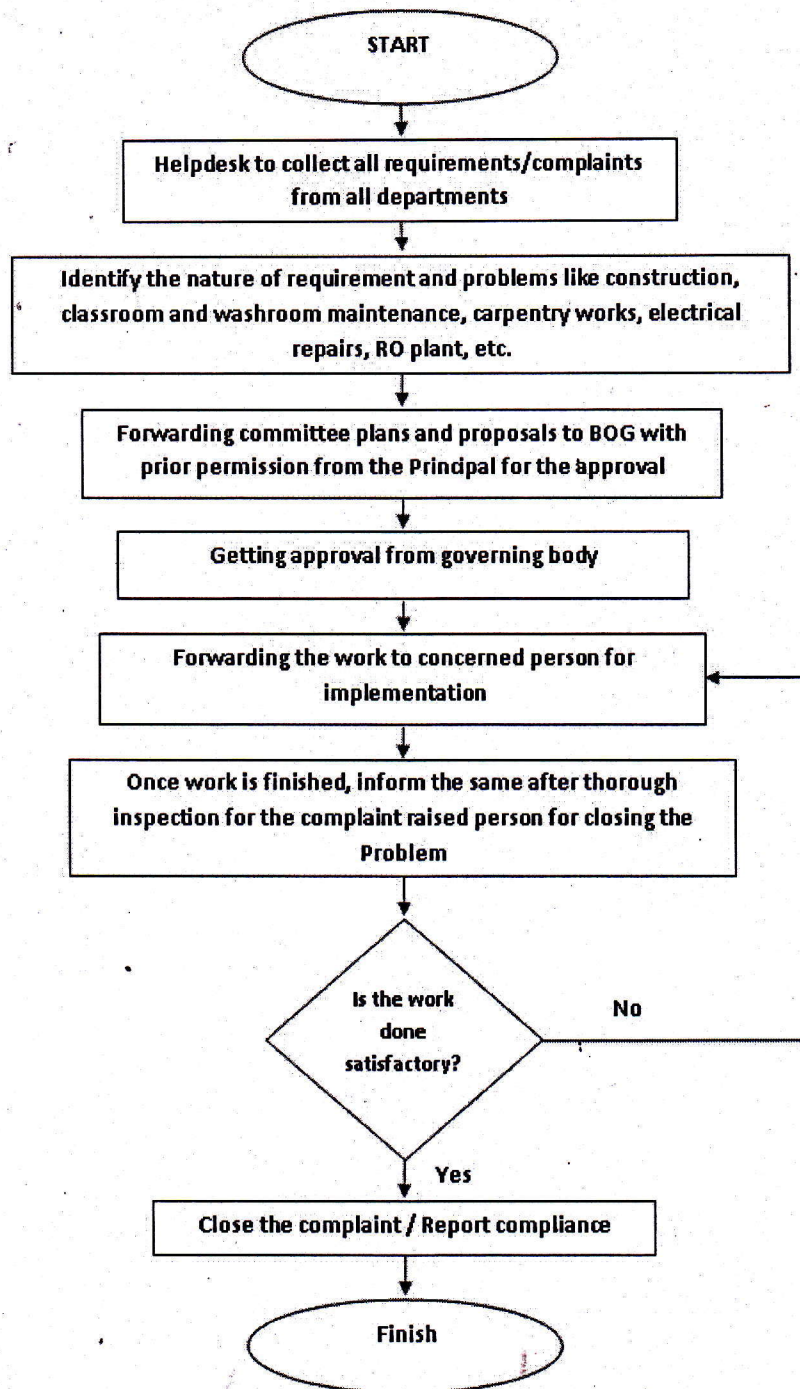 START
Helpdesk to collect all requirements/complaints
from all departments
Identify the nature of requirement and problems like construction,
classroom and washroom maintenance, carpentry works, electrical
repairs, RO plant, etc.
Forwarding committee plans and proposals to BOG with
prior permission from the Principal for the approval
Getting approval from governing body
Forwarding the work to concerned person for
implementation
Once work is finished, inform the same after thorough
inspection for the complaint raised person for closing the
Problem
Is the work
done
satisfactory?
No
Yes
Close the complaint / Report compliance
Finish